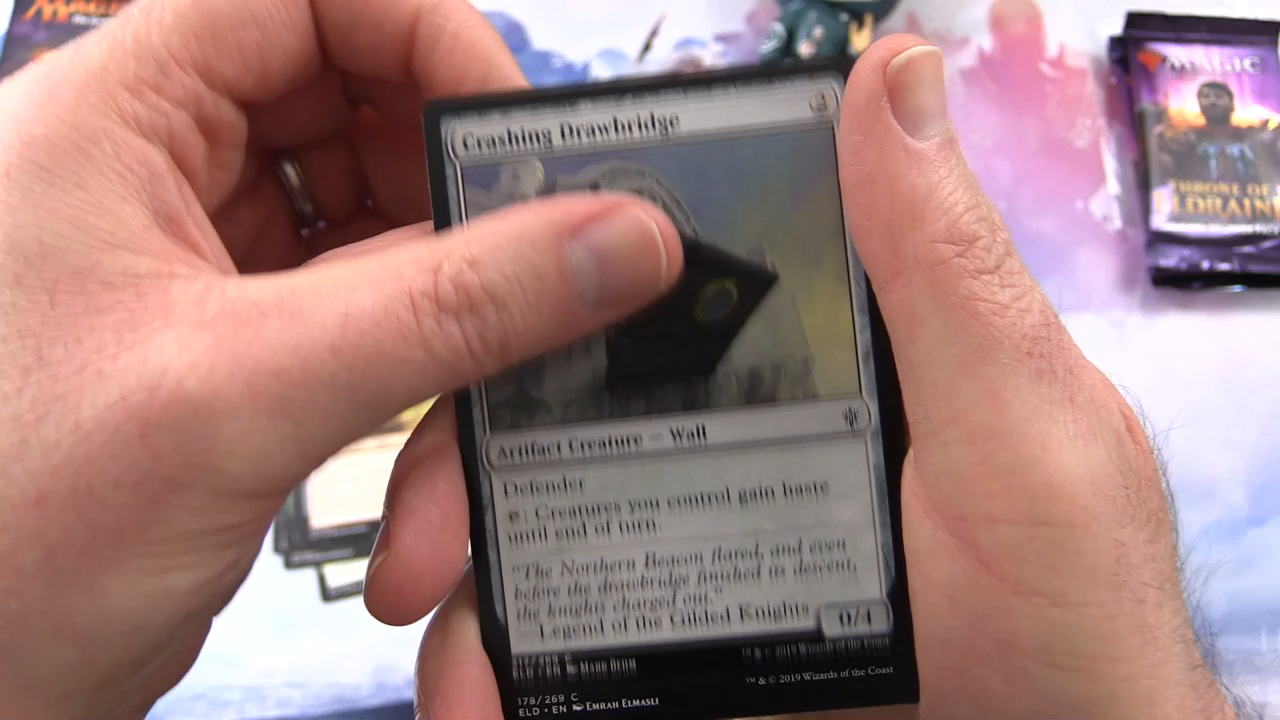 MAGIC
THRONE OF
ELDRAINE
Crashing Drawbridge
2
Artifact Creature — Wall
Defender
: Creatures you control gain haste
until end of turn.
"The Northern Beacon flared, and even
before the drawbridge finished its descent,
the knights charged out."
—Legend of the Gilded Knights
0/4
™ & © 2019 Wizards of the Coast
178/269 C
ELD • EN EMRAH ELMASLI